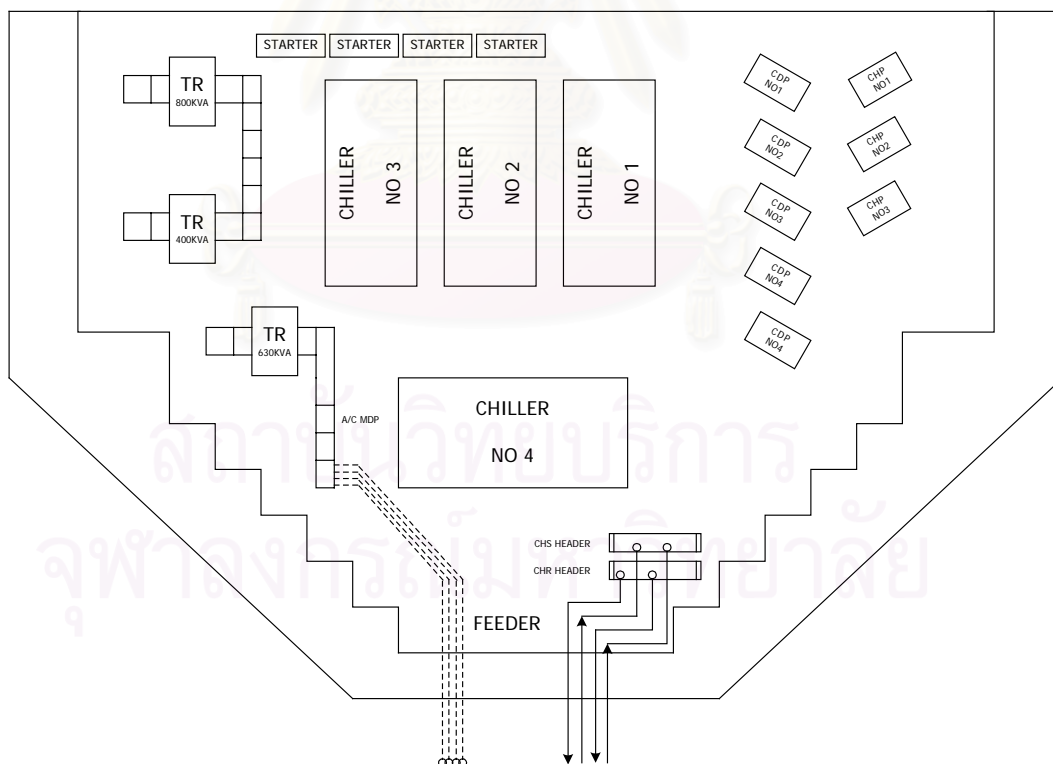 STARTER STARTER STARTER STARTER
TR
800KVA
TR
400KVA
CHILLER
NO 3
CHILLER
NO 2
CHILLER
NO 1
CDP
NO1
CHP
NO1
CDP
NO2
CHP
NO2
CDP
NO3
CHP
NO3
CDP
NO4
CDP
NO4
TR
630KVA
A/C MDP
CHILLER
NO 4
สถาบันวิทยบริการ
จุฬาลงกรณ์มหาวิทยาลัย
CHS HEADER
CHR HEADER
FEEDER